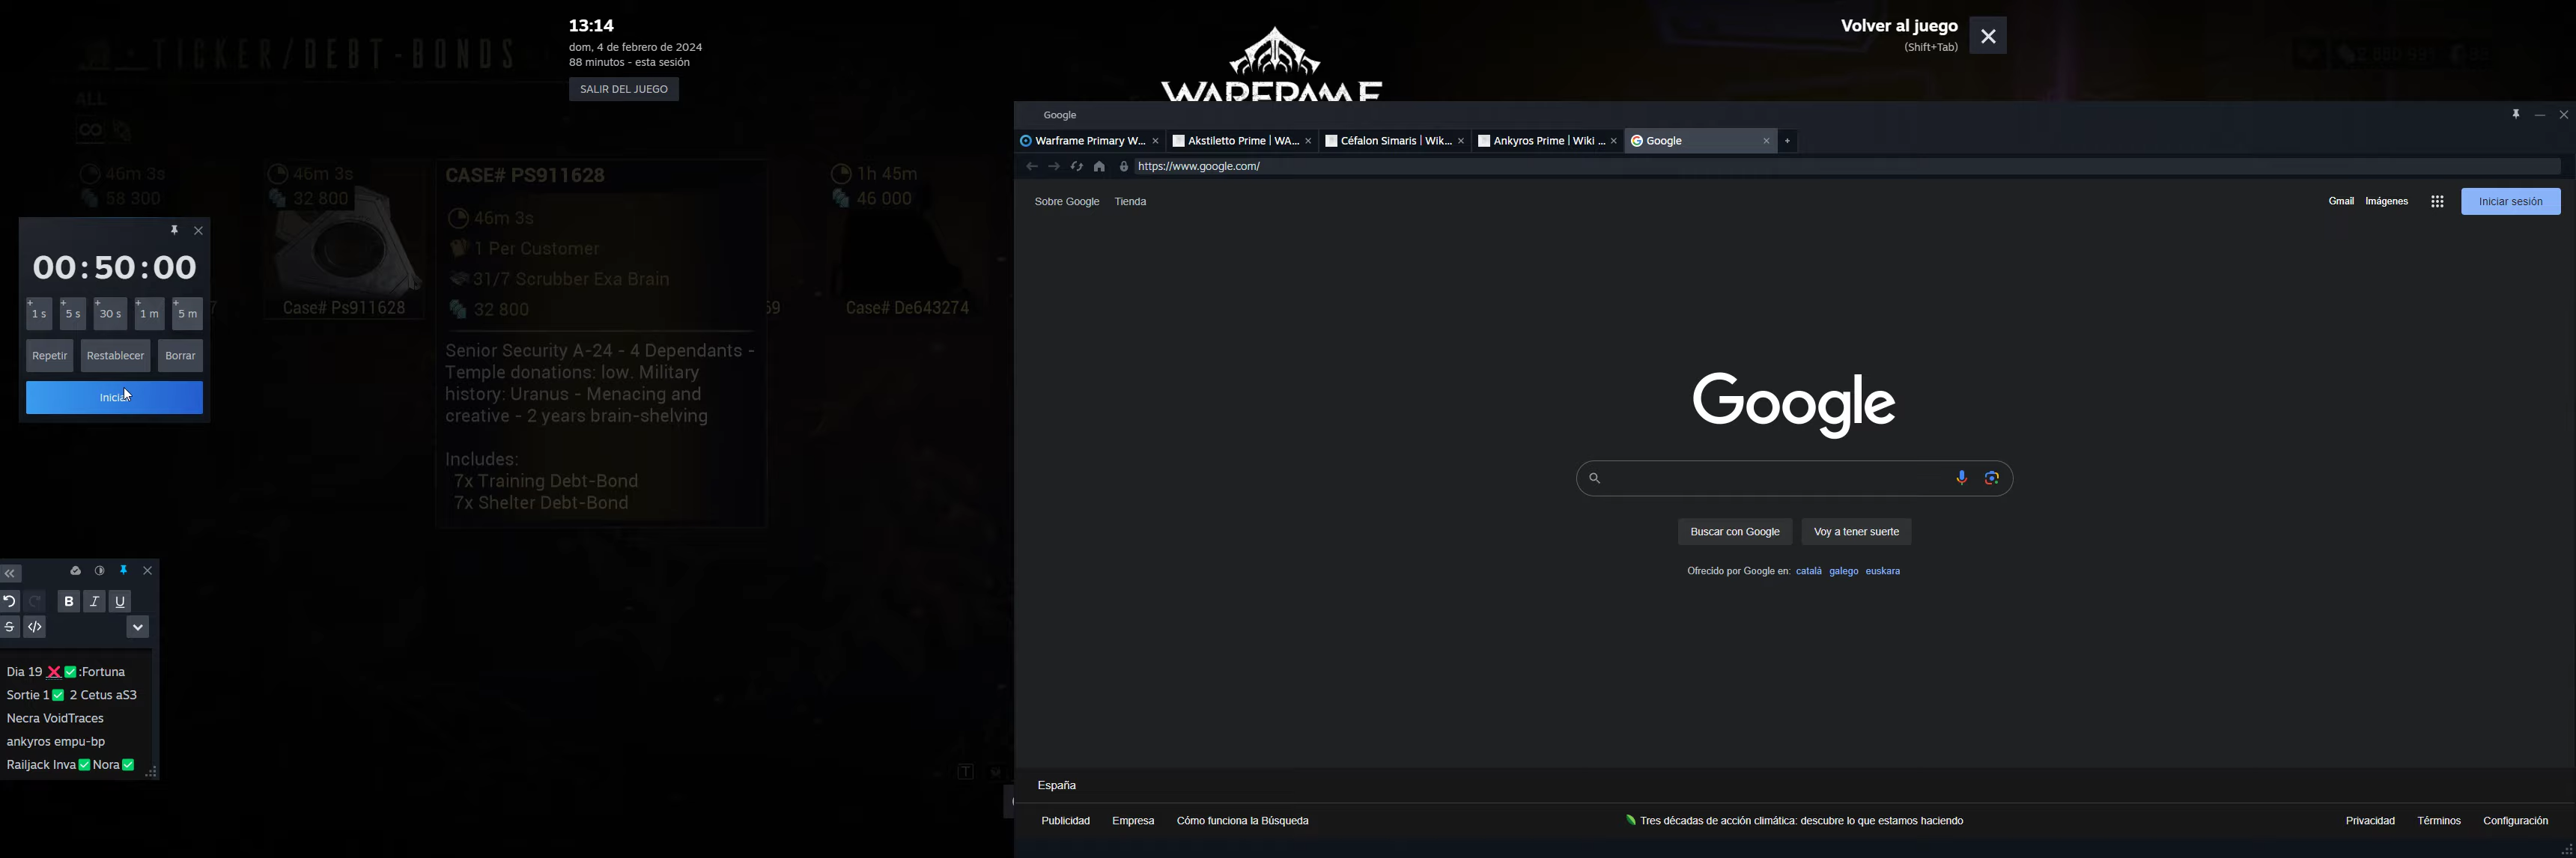 TICKER/DEBT-BONDS
13:14
dom, 4 de febrero de 2024
88 minutos - esta sesión
SALIR DEL JUEGO
WARFRAME
Volver al juego
(Shift+Tab)
ALL
46m 3s
58 300
46m 3s
32 800
Case# Ps911628
CASE# PS911628
46m 3s
1 Per Customer
31/7 Scrubber Exa Brain
32 800
Senior Security A-24 - 4 Dependants -
Temple donations: low. Military
history: Uranus - Menacing and
creative - 2 years brain-shelving
Includes:
7x Training Debt-Bond
7x Shelter Debt-Bond
1h 45m
46 000
Case# De643274
00:50:00
+ 1 s
+ 5 s
+ 30 s
+ 1 m
+ 5 m
Repetir
Restablecer
Borrar
Iniciar
B I U
S </>
Dia 19 ❌✅:Fortuna
Sortie 1✅ 2 Cetus aS3
Necra VoidTraces
ankyros empu-bp
Railjack Inva✅Nora✅
T
Google
Warframe Primary W...
Akstiletto Prime | WA...
Céfalon Simaris | Wik...
Ankyros Prime | Wiki ...
Google
https://www.google.com/
Sobre Google
Tienda
Gmail
Imágenes
Iniciar sesión
Google
Buscar con Google
Voy a tener suerte
Ofrecido por Google en: català galego euskara
España
Publicidad
Empresa
Cómo funciona la Búsqueda
Tres décadas de acción climática: descubre lo que estamos haciendo
Privacidad
Términos
Configuración